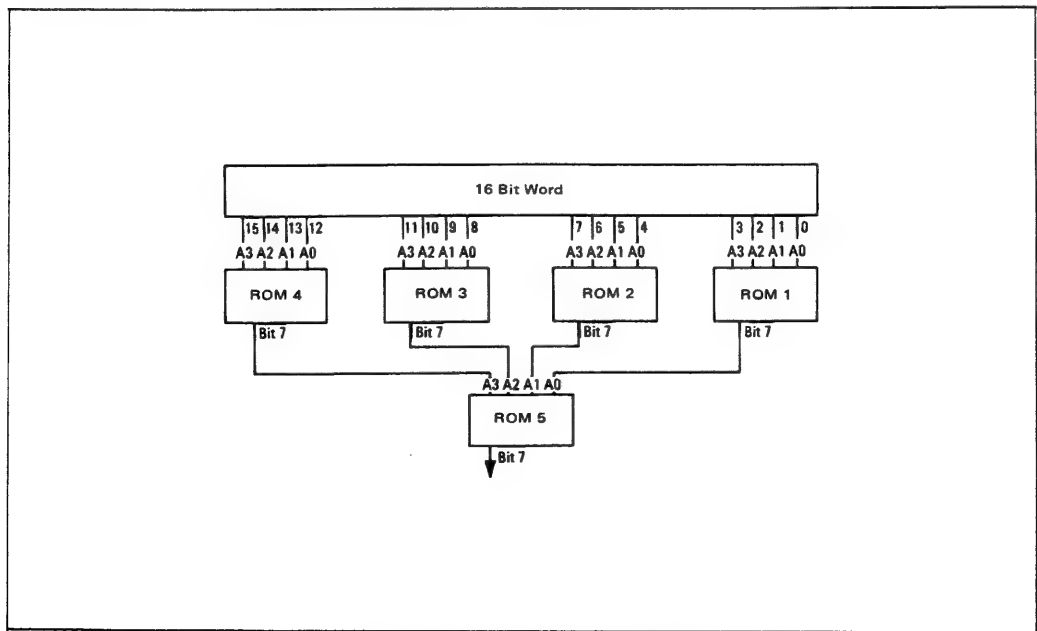 16 Bit Word
15 14 13 12 11 10 9 8 7 6 5 4 3 2 1 0
A3 A2 A1 A0 A3 A2 A1 A0 A3 A2 A1 A0 A3 A2 A1 A0
ROM 4 ROM 3 ROM 2 ROM 1
Bit 7 Bit 7 Bit 7 Bit 7
A3 A2 A1 A0
ROM 5
Bit 7